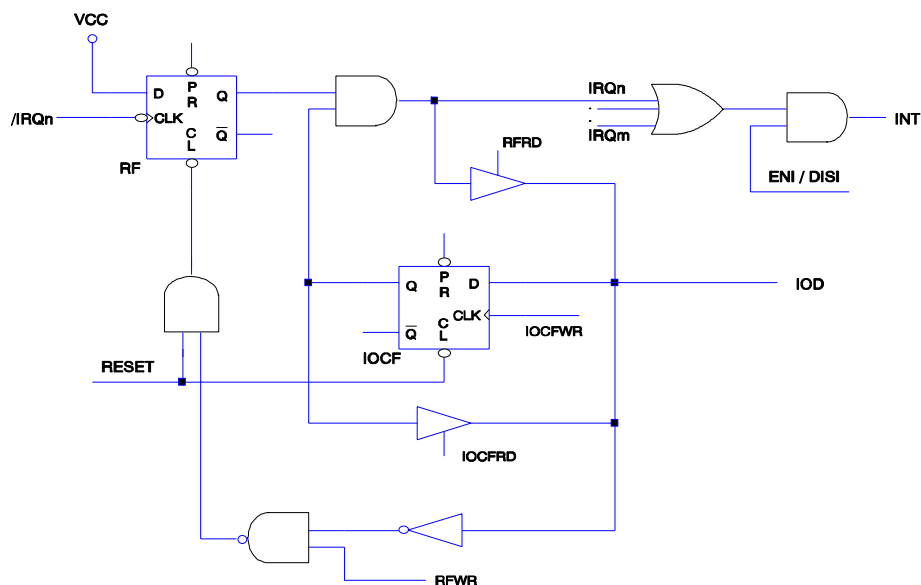 VCC
D
P
R
Q
/IRQn
CLK
C
L
Q
RF
IRQn
.
.
IRQm
INT
RFRD
ENI / DISI
Q
P
R
D
IOD
C
L
CLK
Q
IOCFWR
IOCF
RESET
IOCFRD
RFWR